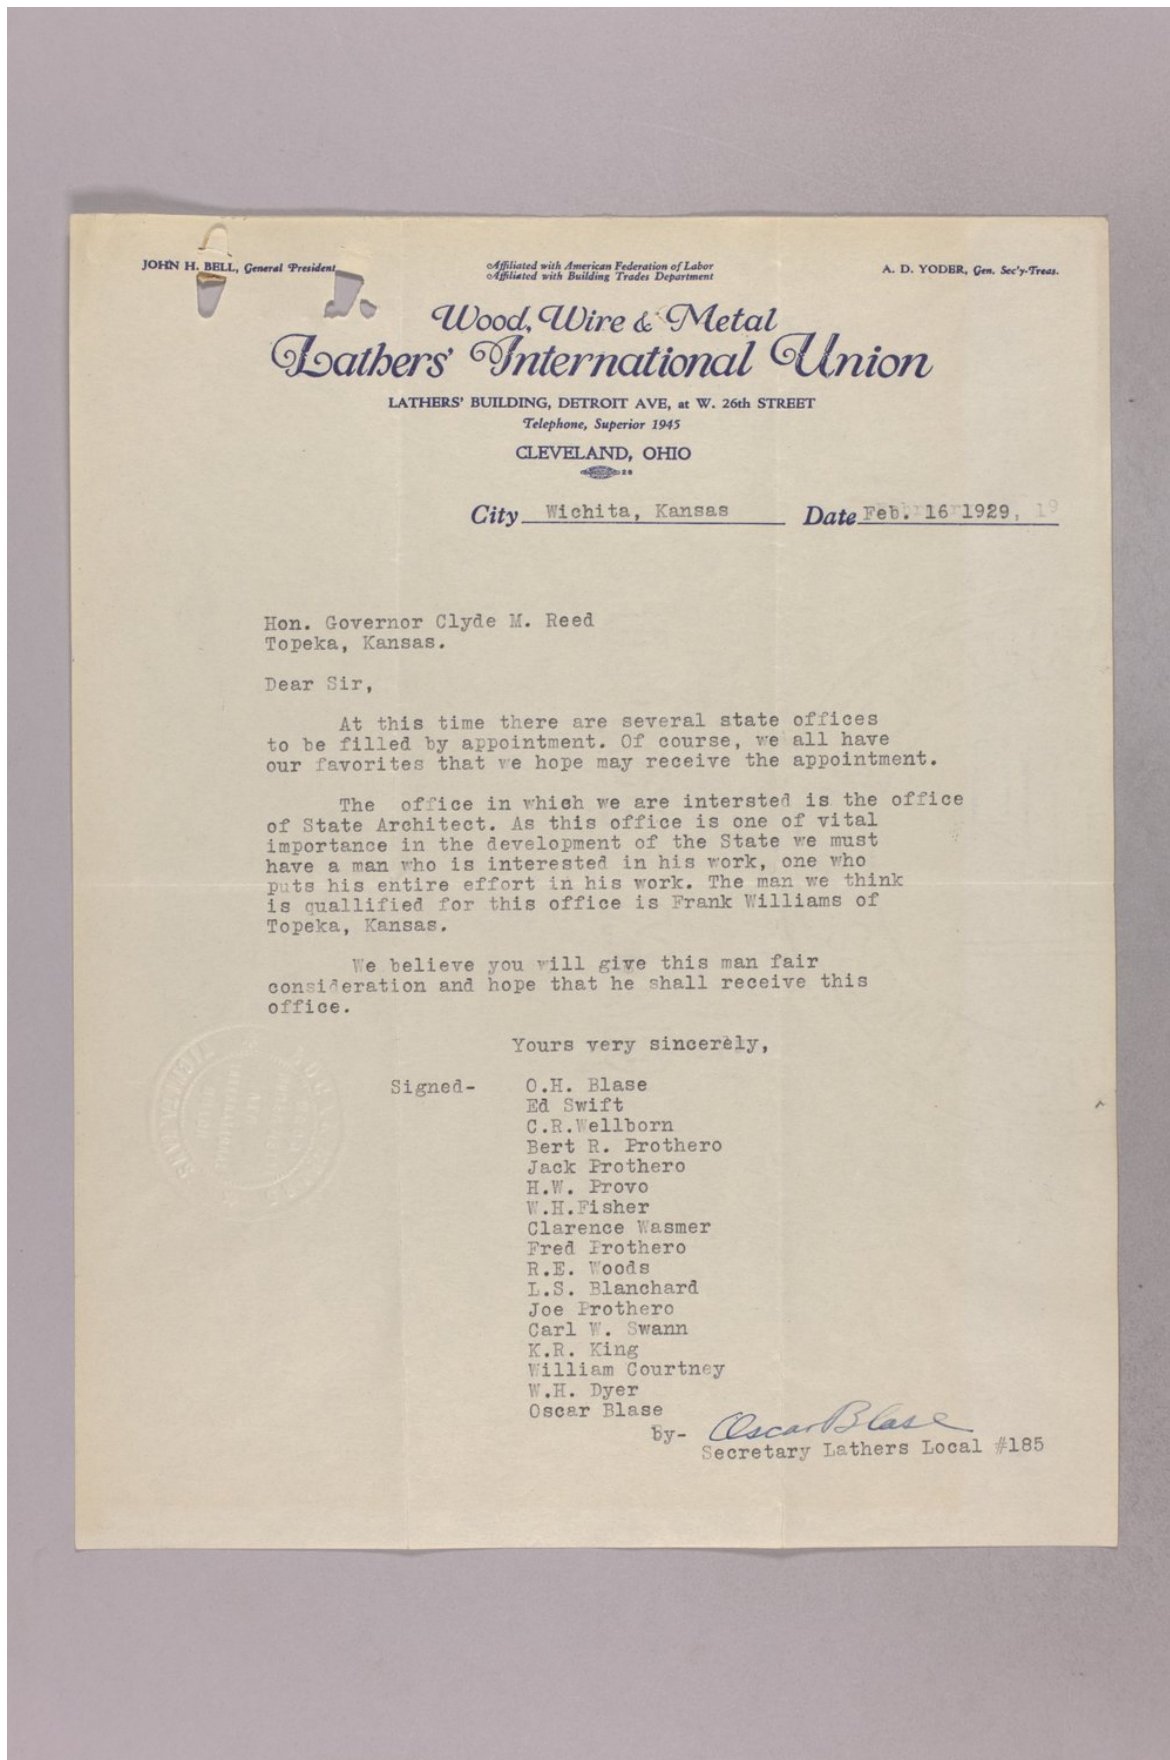 JOHN H. BELL, General President
Affiliated with American Federation of Labor
Affiliated with Building Trades Department
A. D. YODER, Gen. Sec'y-Treas.
Wood, Wire & Metal
Lathers' International Union
LATHERS' BUILDING, DETROIT AVE, at W. 26th STREET
Telephone, Superior 1945
CLEVELAND, OHIO
28
City Wichita, Kansas Date Feb. 16 1929, 19
Hon. Governor Clyde M. Reed
Topeka, Kansas.
Dear Sir,
At this time there are several state offices
to be filled by appointment. Of course, we all have
our favorites that we hope may receive the appointment.
The office in which we are intersted is the office
of State Architect. As this office is one of vital
importance in the development of the State we must
have a man who is interested in his work, one who
puts his entire effort in his work. The man we think
is quallified for this office is Frank Williams of
Topeka, Kansas.
We believe you will give this man fair
consideration and hope that he shall receive this
office.
Yours very sincerely,
Signed- O.H. Blase
Ed Swift
C.R.Wellborn
Bert R. Prothero
Jack Prothero
H.W. Provo
W.H.Fisher
Clarence Wasmer
Fred Prothero
R.E. Woods
L.S. Blanchard
Joe Prothero
Carl W. Swann
K.R. King
William Courtney
W.H. Dyer
Oscar Blase
By- Oscar Blase
Secretary Lathers Local #185